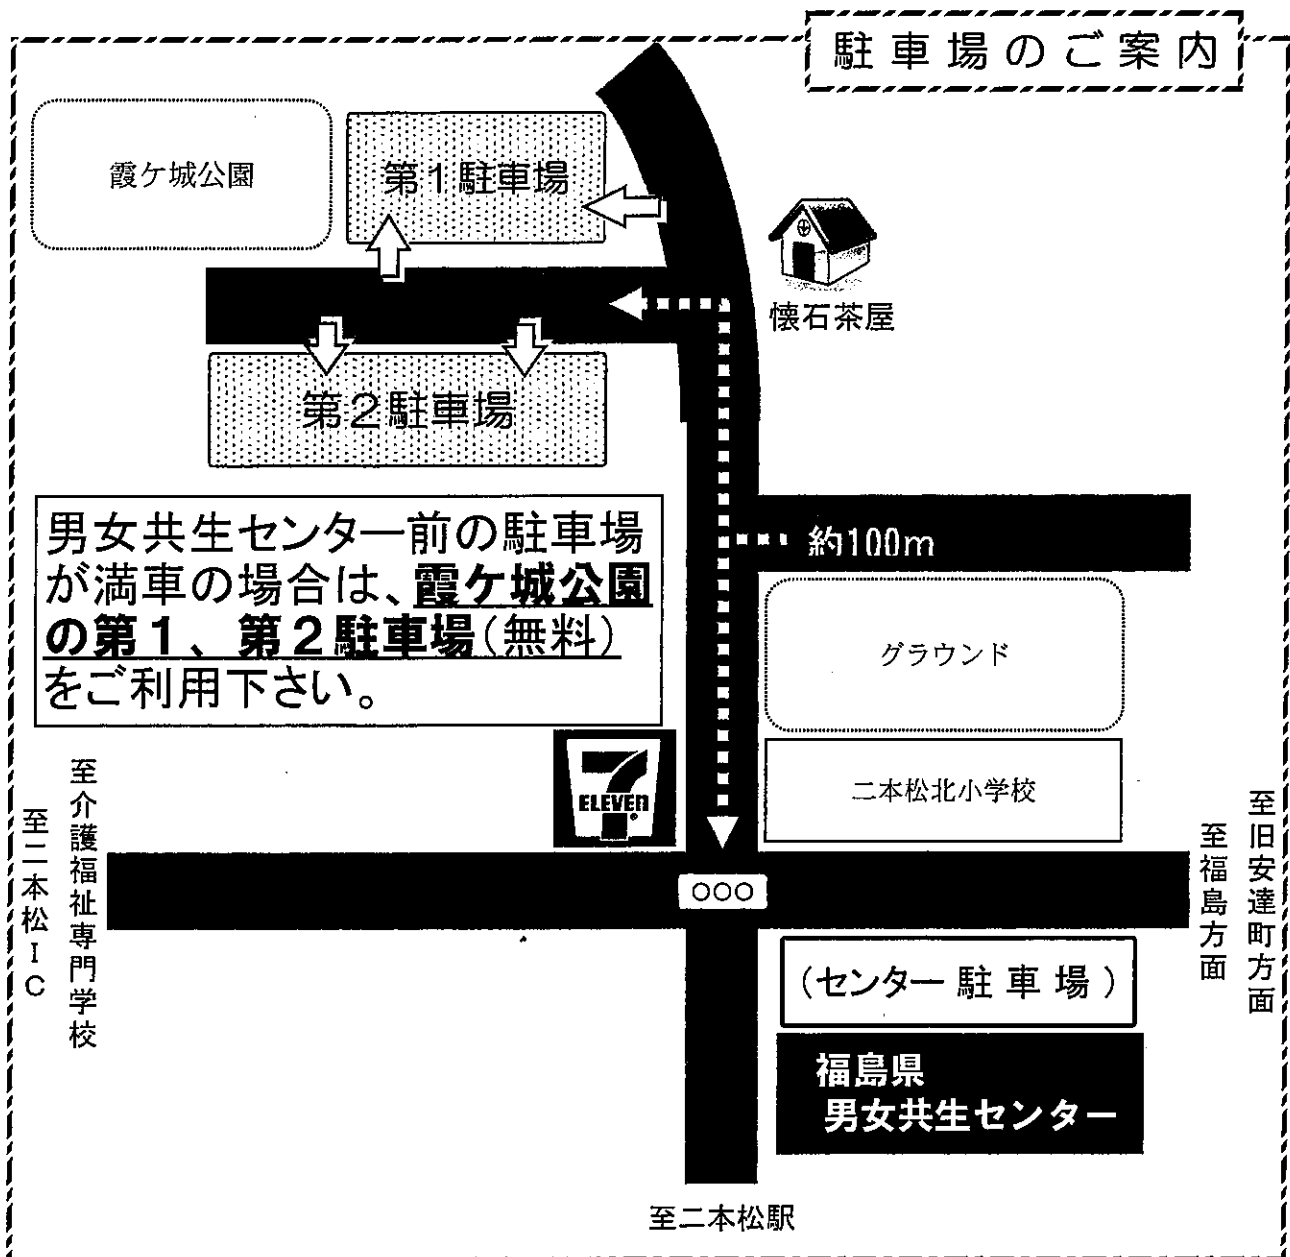 駐車場のご案内
霞ケ城公園
第1駐車場
懐石茶屋
第2駐車場
男女共生センター前の駐車場
が満車の場合は、霞ケ城公園
の第1、第2駐車場(無料)
をご利用下さい。
約100m
グラウンド
7
ELEVEn
®
二本松北小学校
至介護福祉専門学校
至二本松IC
至旧安達町方面
至福島方面
(センター駐車場)
福島県
男女共生センター
至二本松駅